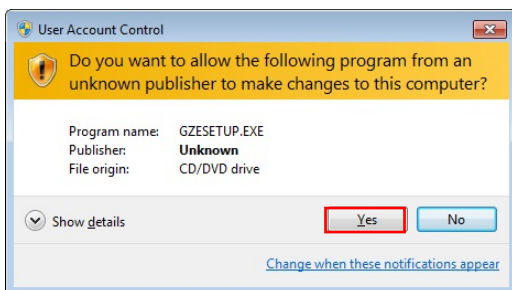 User Account Control
Do you want to allow the following program from an
unknown publisher to make changes to this computer?
Program name: GZESETUP.EXE
Publisher: Unknown
File origin: CD/DVD drive
Show details Yes No
Change when these notifications appear